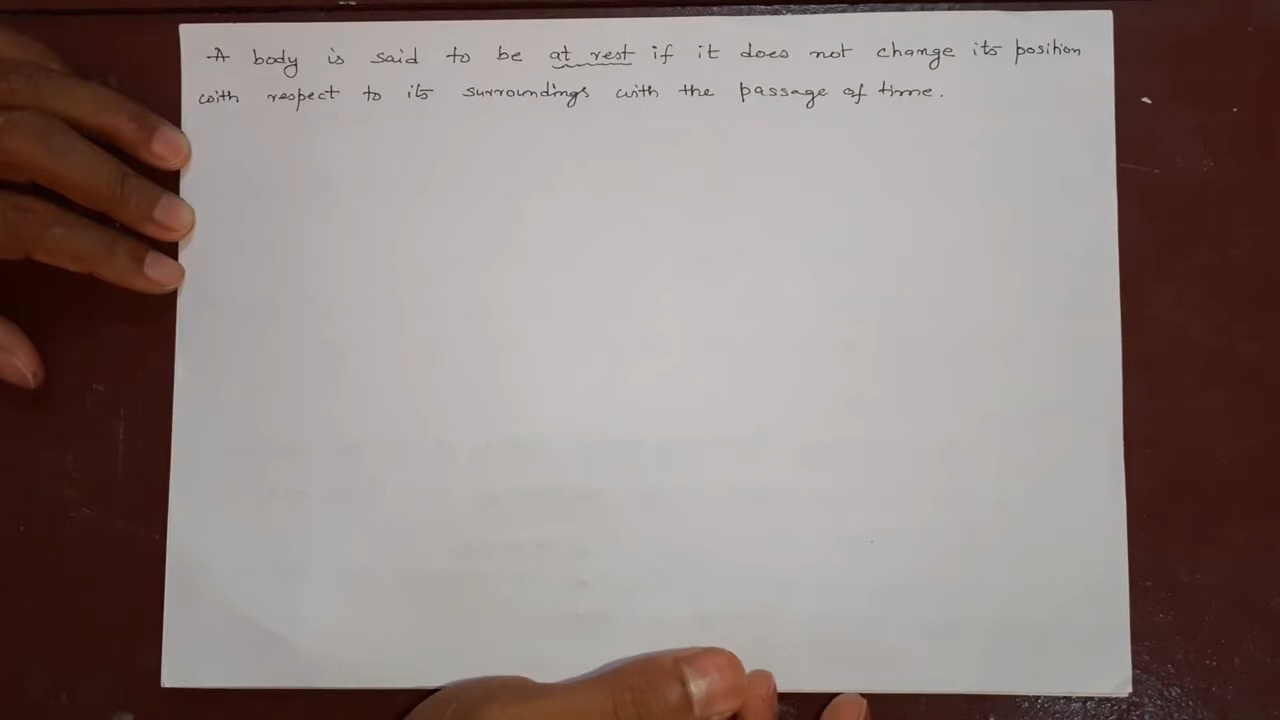 A body is said to be at rest if it does not change its position
with respect to its surroundings with the passage of time.